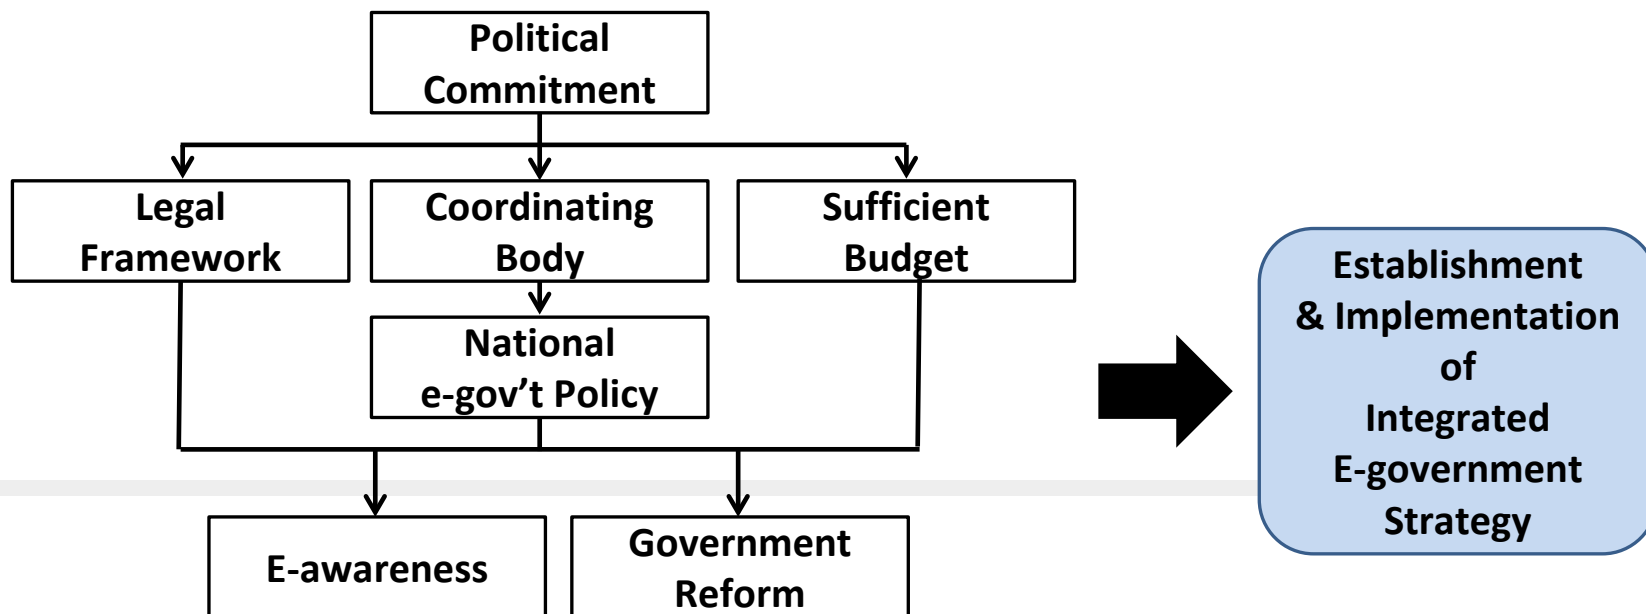 Political
Commitment
Legal
Framework
Coordinating
Body
Sufficient
Budget
National
e-gov’t Policy
E-awareness
Government
Reform
Establishment
& Implementation
of
Integrated
E-government
Strategy